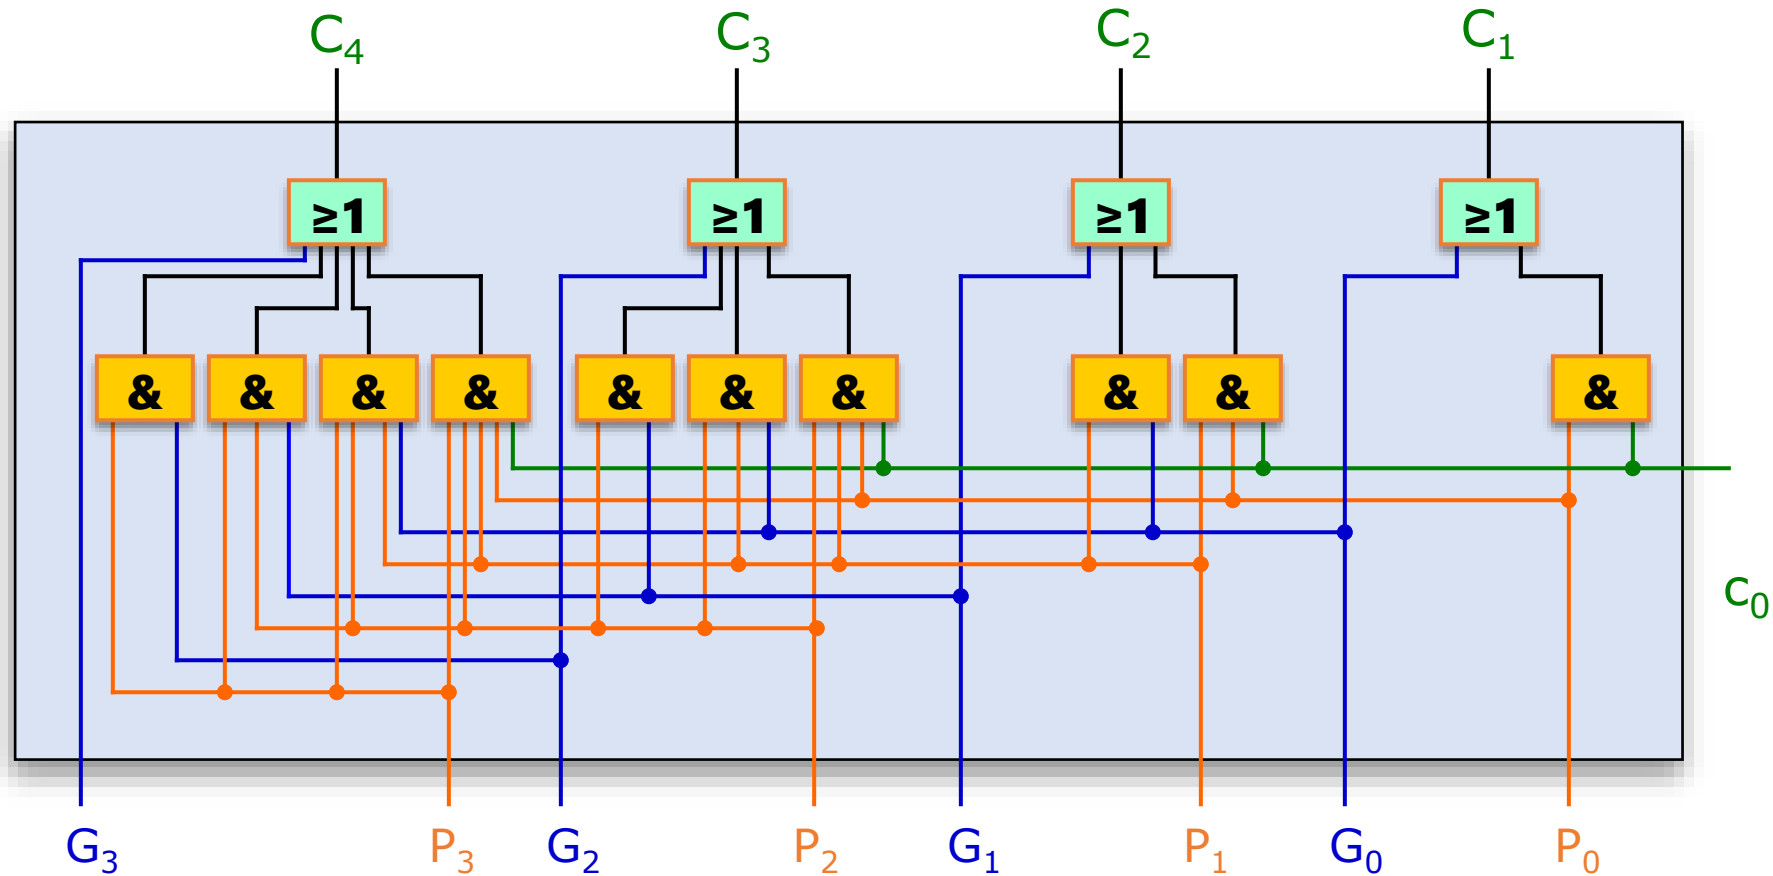 C₄ C₃ C₂ C₁
≥1 ≥1 ≥1 ≥1
& & & & & & & & & &
c₀
G₃ P₃ G₂ P₂ G₁ P₁ G₀ P₀